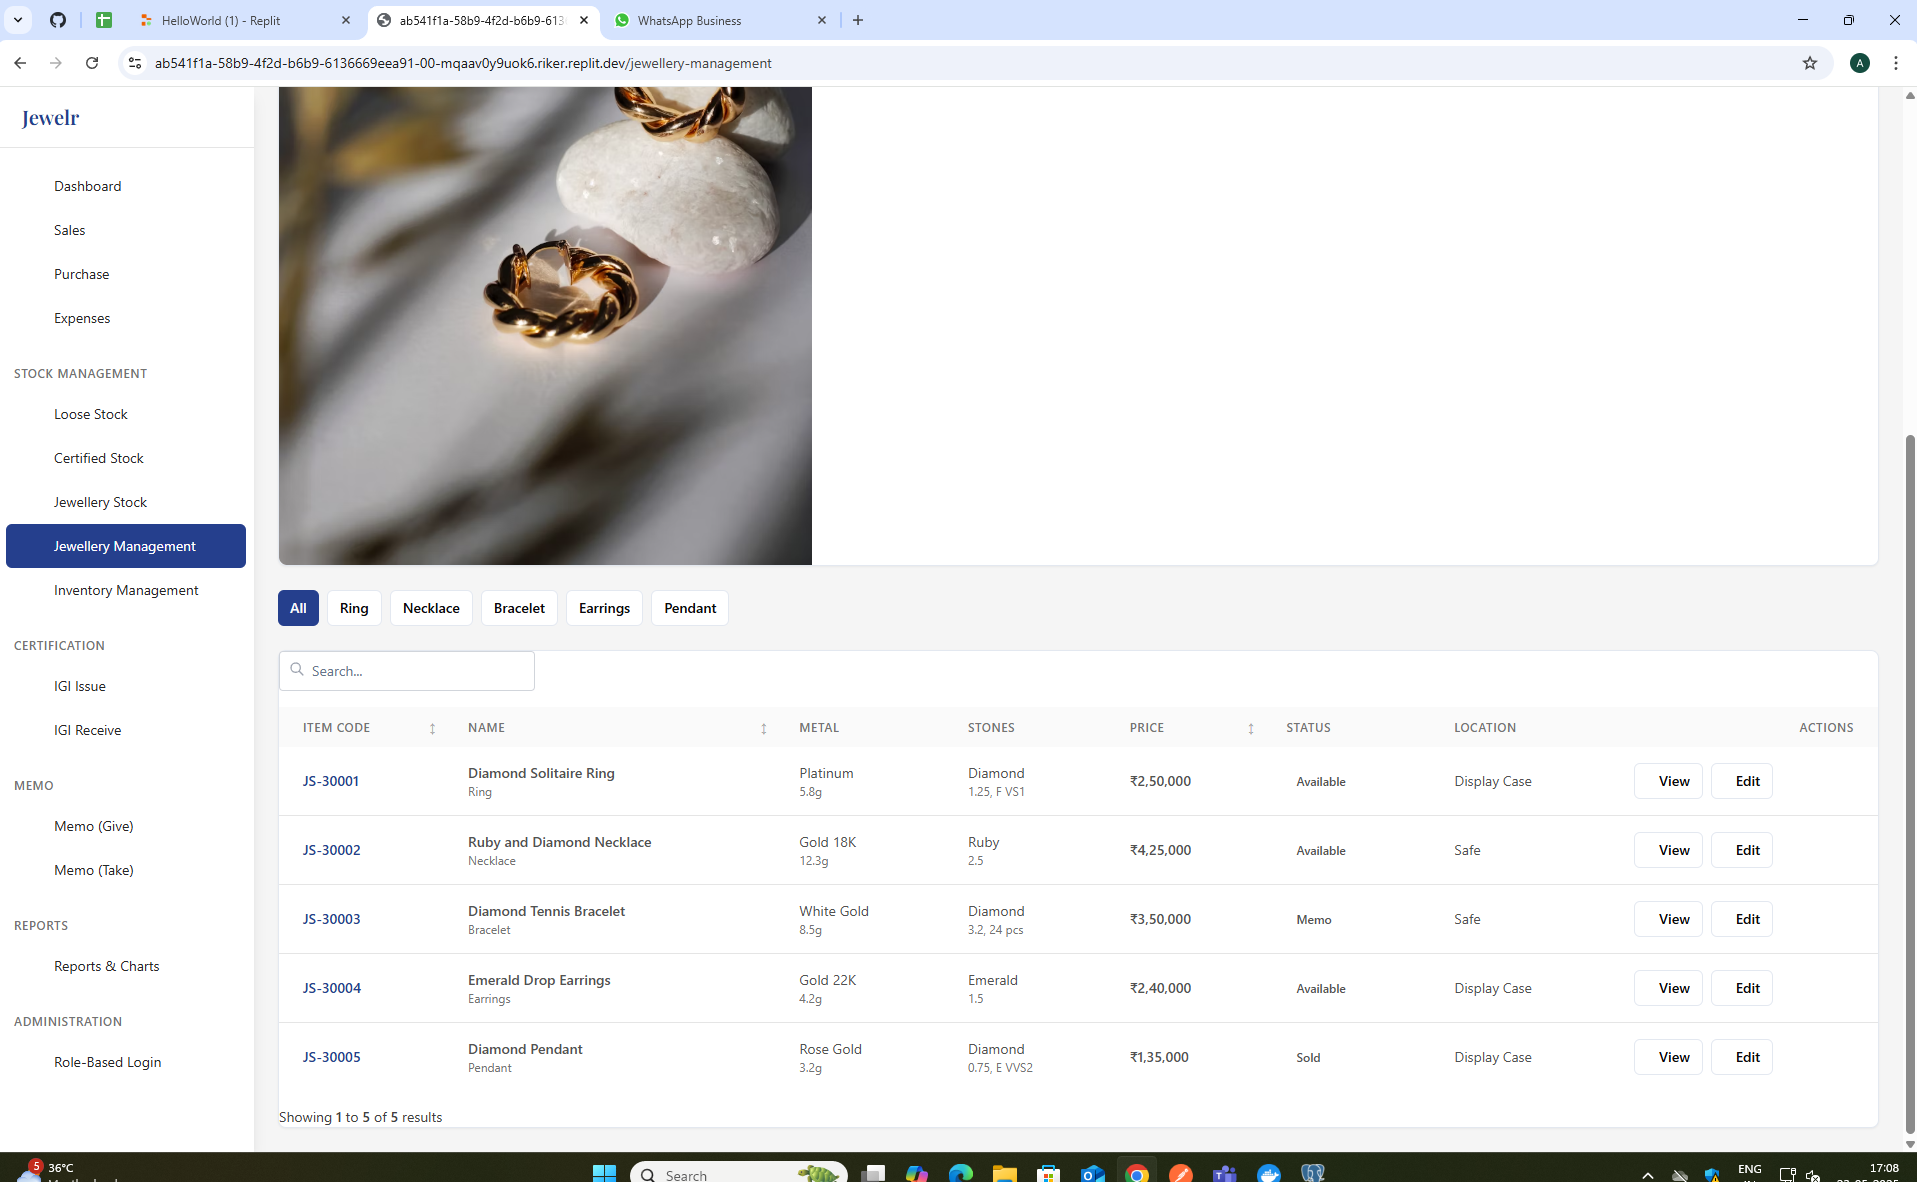 HelloWorld (1) - Replit
ab541f1a-58b9-4f2d-b6b9-613
WhatsApp Business
ab541f1a-58b9-4f2d-b6b9-6136669eea91-00-mqaav0y9uok6.riker.replit.dev/jewellery-management
A
Jewelr
Dashboard
Sales
Purchase
Expenses
STOCK MANAGEMENT
Loose Stock
Certified Stock
Jewellery Stock
Jewellery Management
Inventory Management
CERTIFICATION
IGI Issue
IGI Receive
MEMO
Memo (Give)
Memo (Take)
REPORTS
Reports & Charts
ADMINISTRATION
Role-Based Login
All Ring Necklace Bracelet Earrings Pendant
Search...
ITEM CODE NAME METAL STONES PRICE STATUS LOCATION ACTIONS
JS-30001 Diamond Solitaire Ring Platinum Diamond ₹2,50,000 Available Display Case View Edit
Ring 5.8g 1.25, F VS1
JS-30002 Ruby and Diamond Necklace Gold 18K Ruby ₹4,25,000 Available Safe View Edit
Necklace 12.3g 2.5
JS-30003 Diamond Tennis Bracelet White Gold Diamond ₹3,50,000 Memo Safe View Edit
Bracelet 8.5g 3.2, 24 pcs
JS-30004 Emerald Drop Earrings Gold 22K Emerald ₹2,40,000 Available Display Case View Edit
Earrings 4.2g 1.5
JS-30005 Diamond Pendant Rose Gold Diamond ₹1,35,000 Sold Display Case View Edit
Pendant 3.2g 0.75, E VVS2
Showing 1 to 5 of 5 results
5
36°C
Search
ENG
17:08